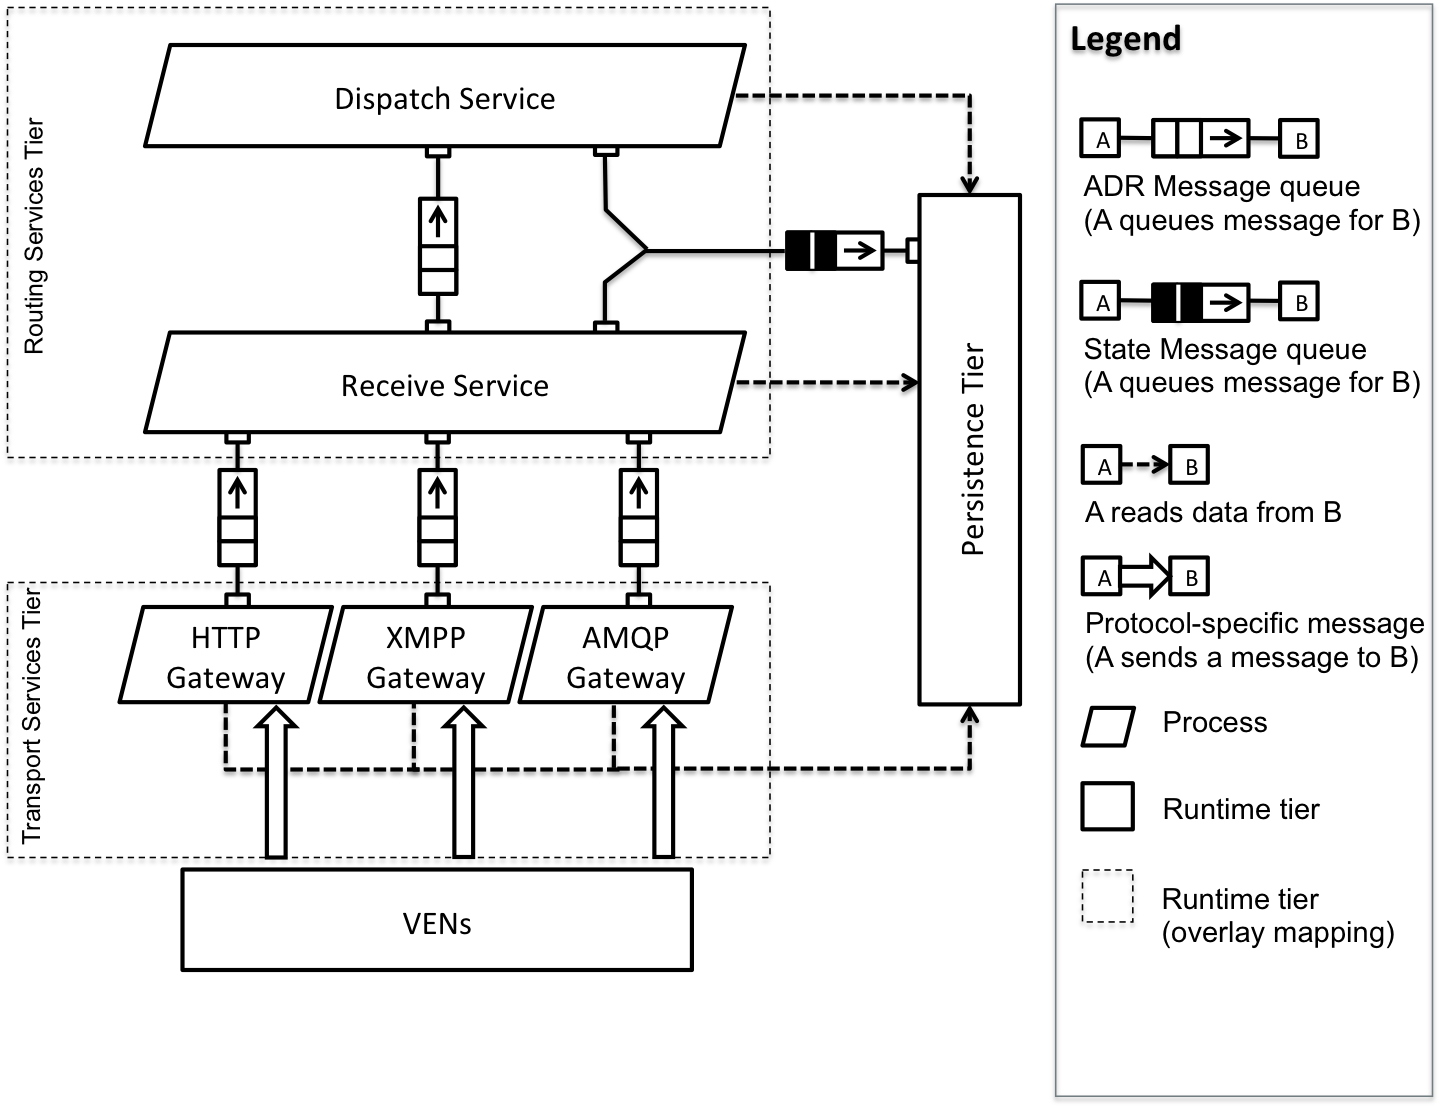 Dispatch Service
Routing Services Tier
Receive Service
Persistence Tier
Transport Services Tier
HTTP
Gateway
XMPP
Gateway
AMQP
Gateway
VENs
Legend
A
B
ADR Message queue
(A queues message for B)
A
B
State Message queue
(A queues message for B)
A
B
A reads data from B
A
B
Protocol-specific message
(A sends a message to B)
Process
Runtime tier
Runtime tier
(overlay mapping)